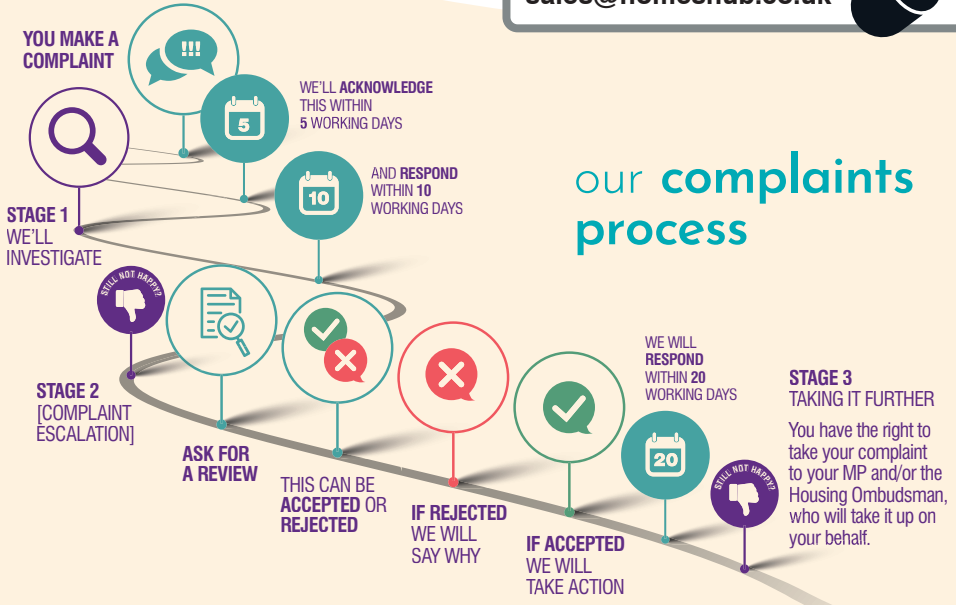 sales@homeshub.co.uk
YOU MAKE A
COMPLAINT
!!!
5
WE'LL ACKNOWLEDGE
THIS WITHIN
5 WORKING DAYS
10
AND RESPOND
WITHIN 10
WORKING DAYS
our complaints
process
STAGE 1
WE'LL
INVESTIGATE
STILL NOT HAPPY?
STAGE 2
[COMPLAINT
ESCALATION]
ASK FOR
A REVIEW
THIS CAN BE
ACCEPTED OR
REJECTED
IF REJECTED
WE WILL
SAY WHY
IF ACCEPTED
WE WILL
TAKE ACTION
WE WILL
RESPOND
WITHIN 20
WORKING DAYS
20
STILL NOT HAPPY?
STAGE 3
TAKING IT FURTHER
You have the right to
take your complaint
to your MP and/or the
Housing Ombudsman,
who will take it up on
your behalf.